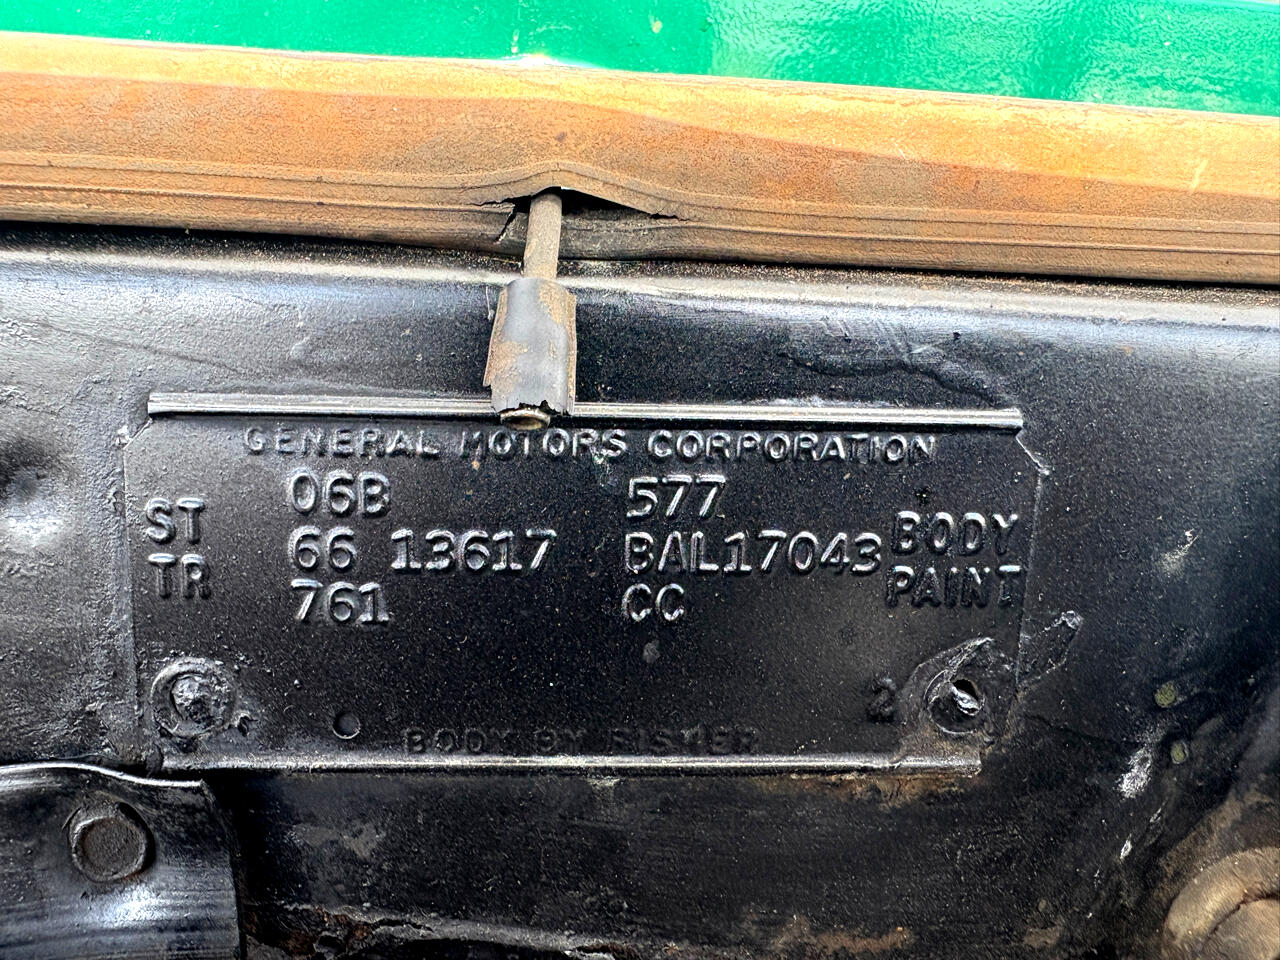 GENERAL MOTORS CORPORATION
06B 577
ST 66 13617 BAL17043 BODY
TR 761 CC PAINT
2
BODY BY FISHER